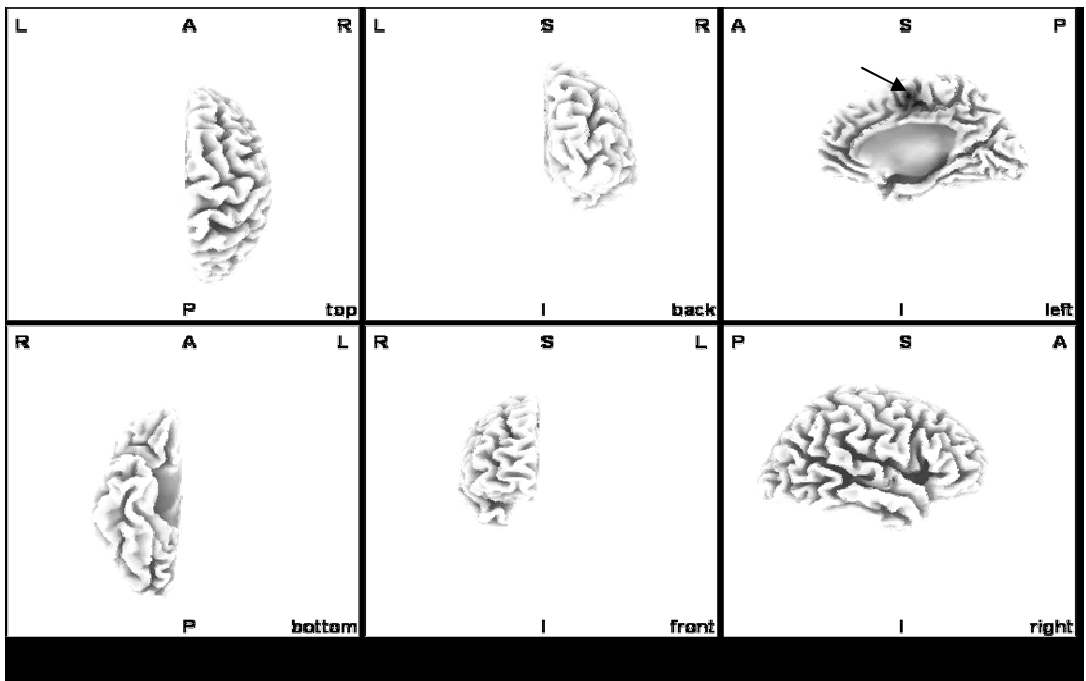 L A R
L S R
A S P
P top
I back
I left
R A L
R S L
P S A
P bottom
I front
I right